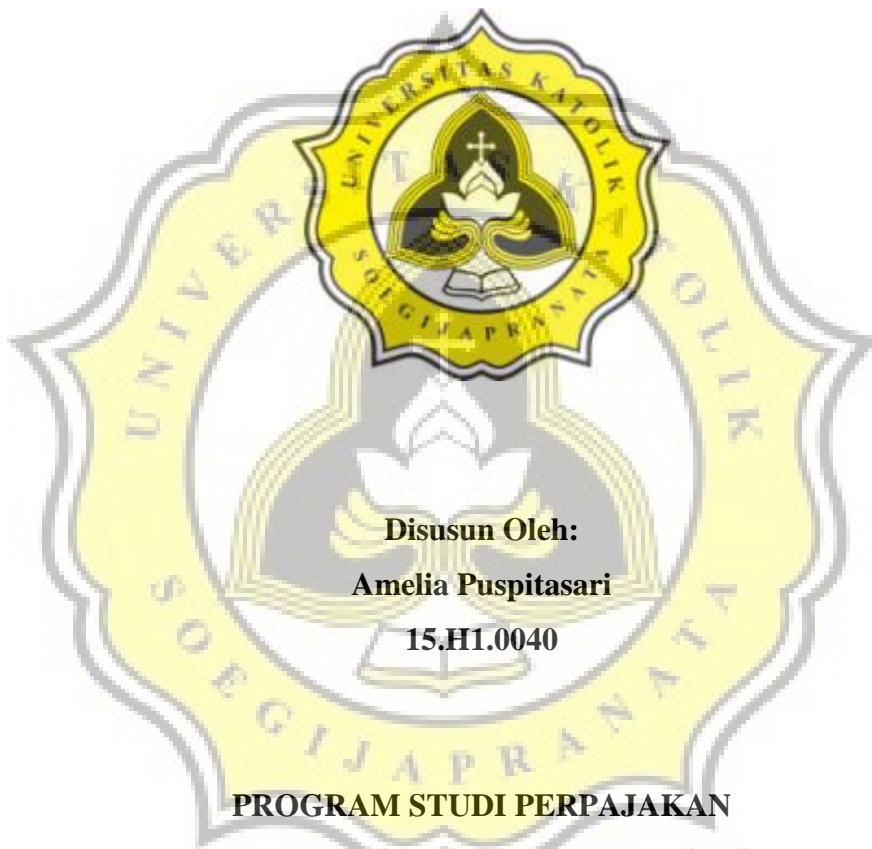 UNIVERSITAS KATOLIK
SOEGIJAPRANATA
Disusun Oleh:
Amelia Puspitasari
15.H1.0040
PROGRAM STUDI PERPAJAKAN